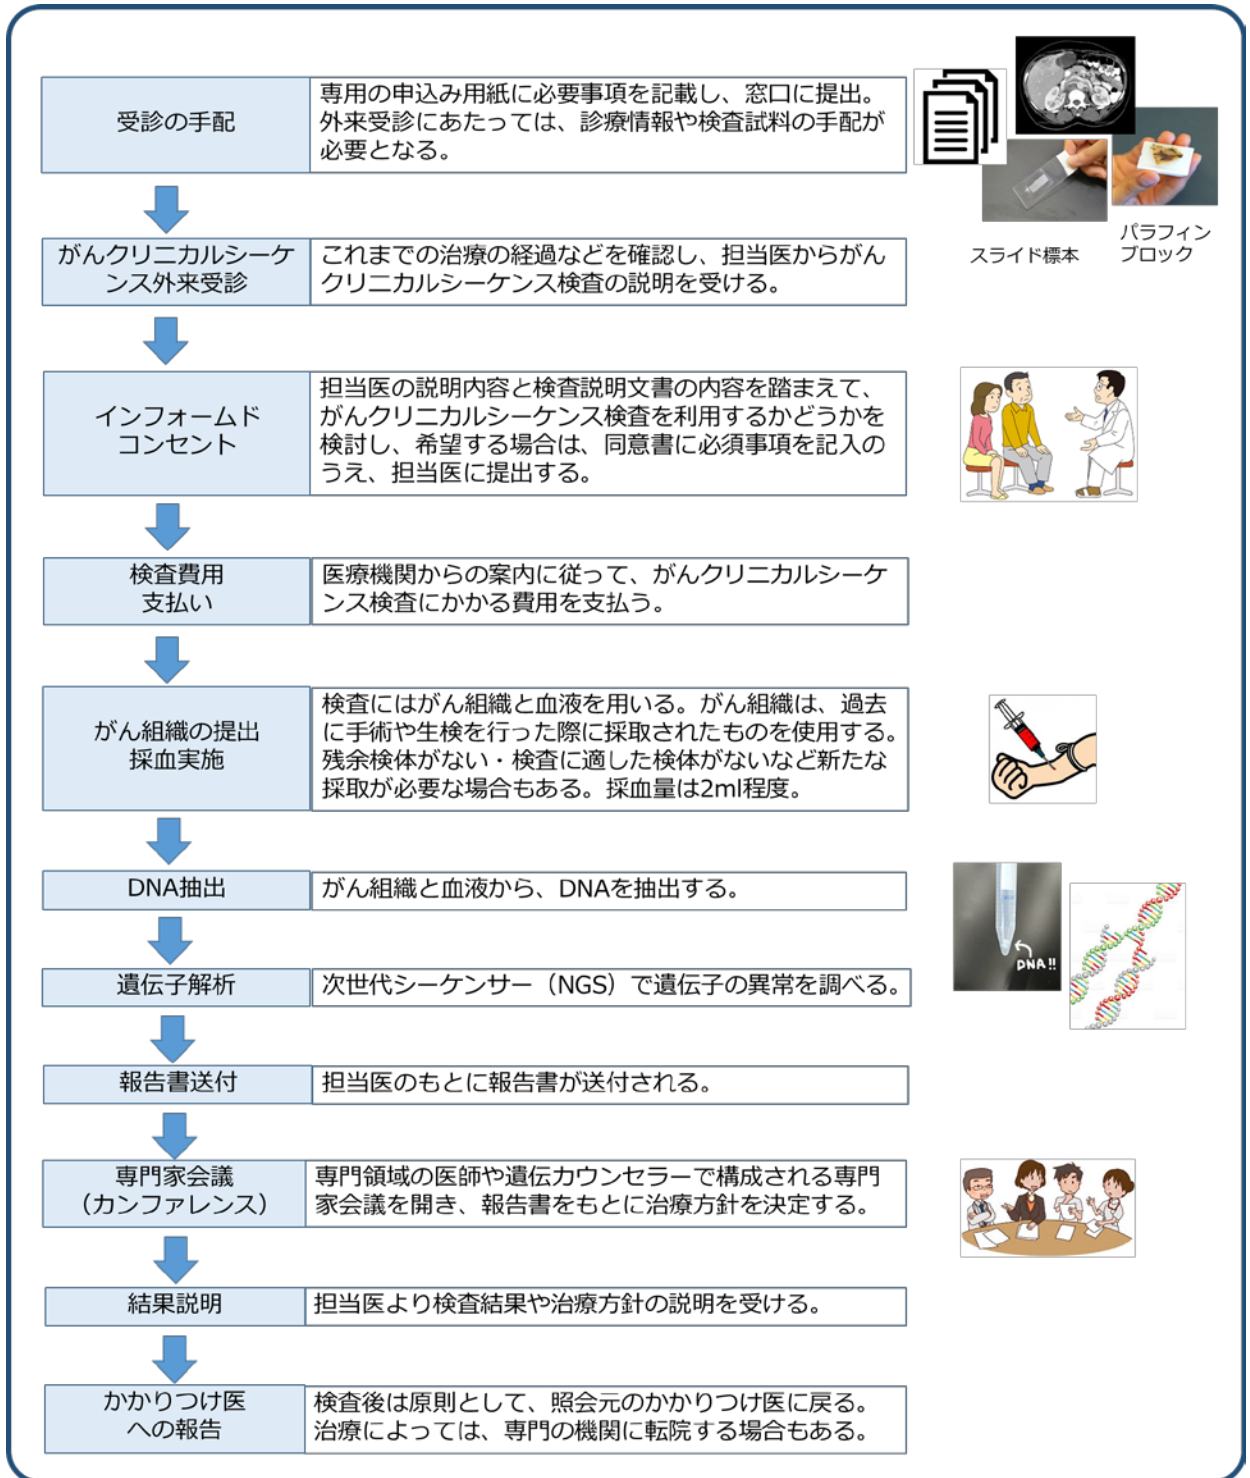 受診の手配
専用の申込み用紙に必要事項を記載し、窓口に提出。
外来受診にあたっては、診療情報や検査試料の手配が
必要となる。
スライド標本
パラフィン
ブロック
がんクリニカルシーケ
ンス外来受診
これまでの治療の経過などを確認し、担当医からがん
クリニカルシーケンス検査の説明を受ける。
インフォームド
コンセント
担当医の説明内容と検査説明文書の内容を踏まえて、
がんクリニカルシーケンス検査を利用するかどうかを
検討し、希望する場合は、同意書に必須事項を記入の
うえ、担当医に提出する。
検査費用
支払い
医療機関からの案内に従って、がんクリニカルシーケ
ンス検査にかかる費用を支払う。
がん組織の提出
採血実施
検査にはがん組織と血液を用いる。がん組織は、過去
に手術や生検を行った際に採取されたものを使用する。
残余検体がない・検査に適した検体がないなど新たな
採取が必要な場合もある。採血量は2ml程度。
DNA抽出
がん組織と血液から、DNAを抽出する。
DNA!!
遺伝子解析
次世代シーケンサー（NGS）で遺伝子の異常を調べる。
報告書送付
担当医のもとに報告書が送付される。
専門家会議
（カンファレンス）
専門領域の医師や遺伝カウンセラーで構成される専門
家会議を開き、報告書をもとに治療方針を決定する。
結果説明
担当医より検査結果や治療方針の説明を受ける。
かかりつけ医
への報告
検査後は原則として、照会元のかかりつけ医に戻る。
治療によっては、専門の機関に転院する場合もある。